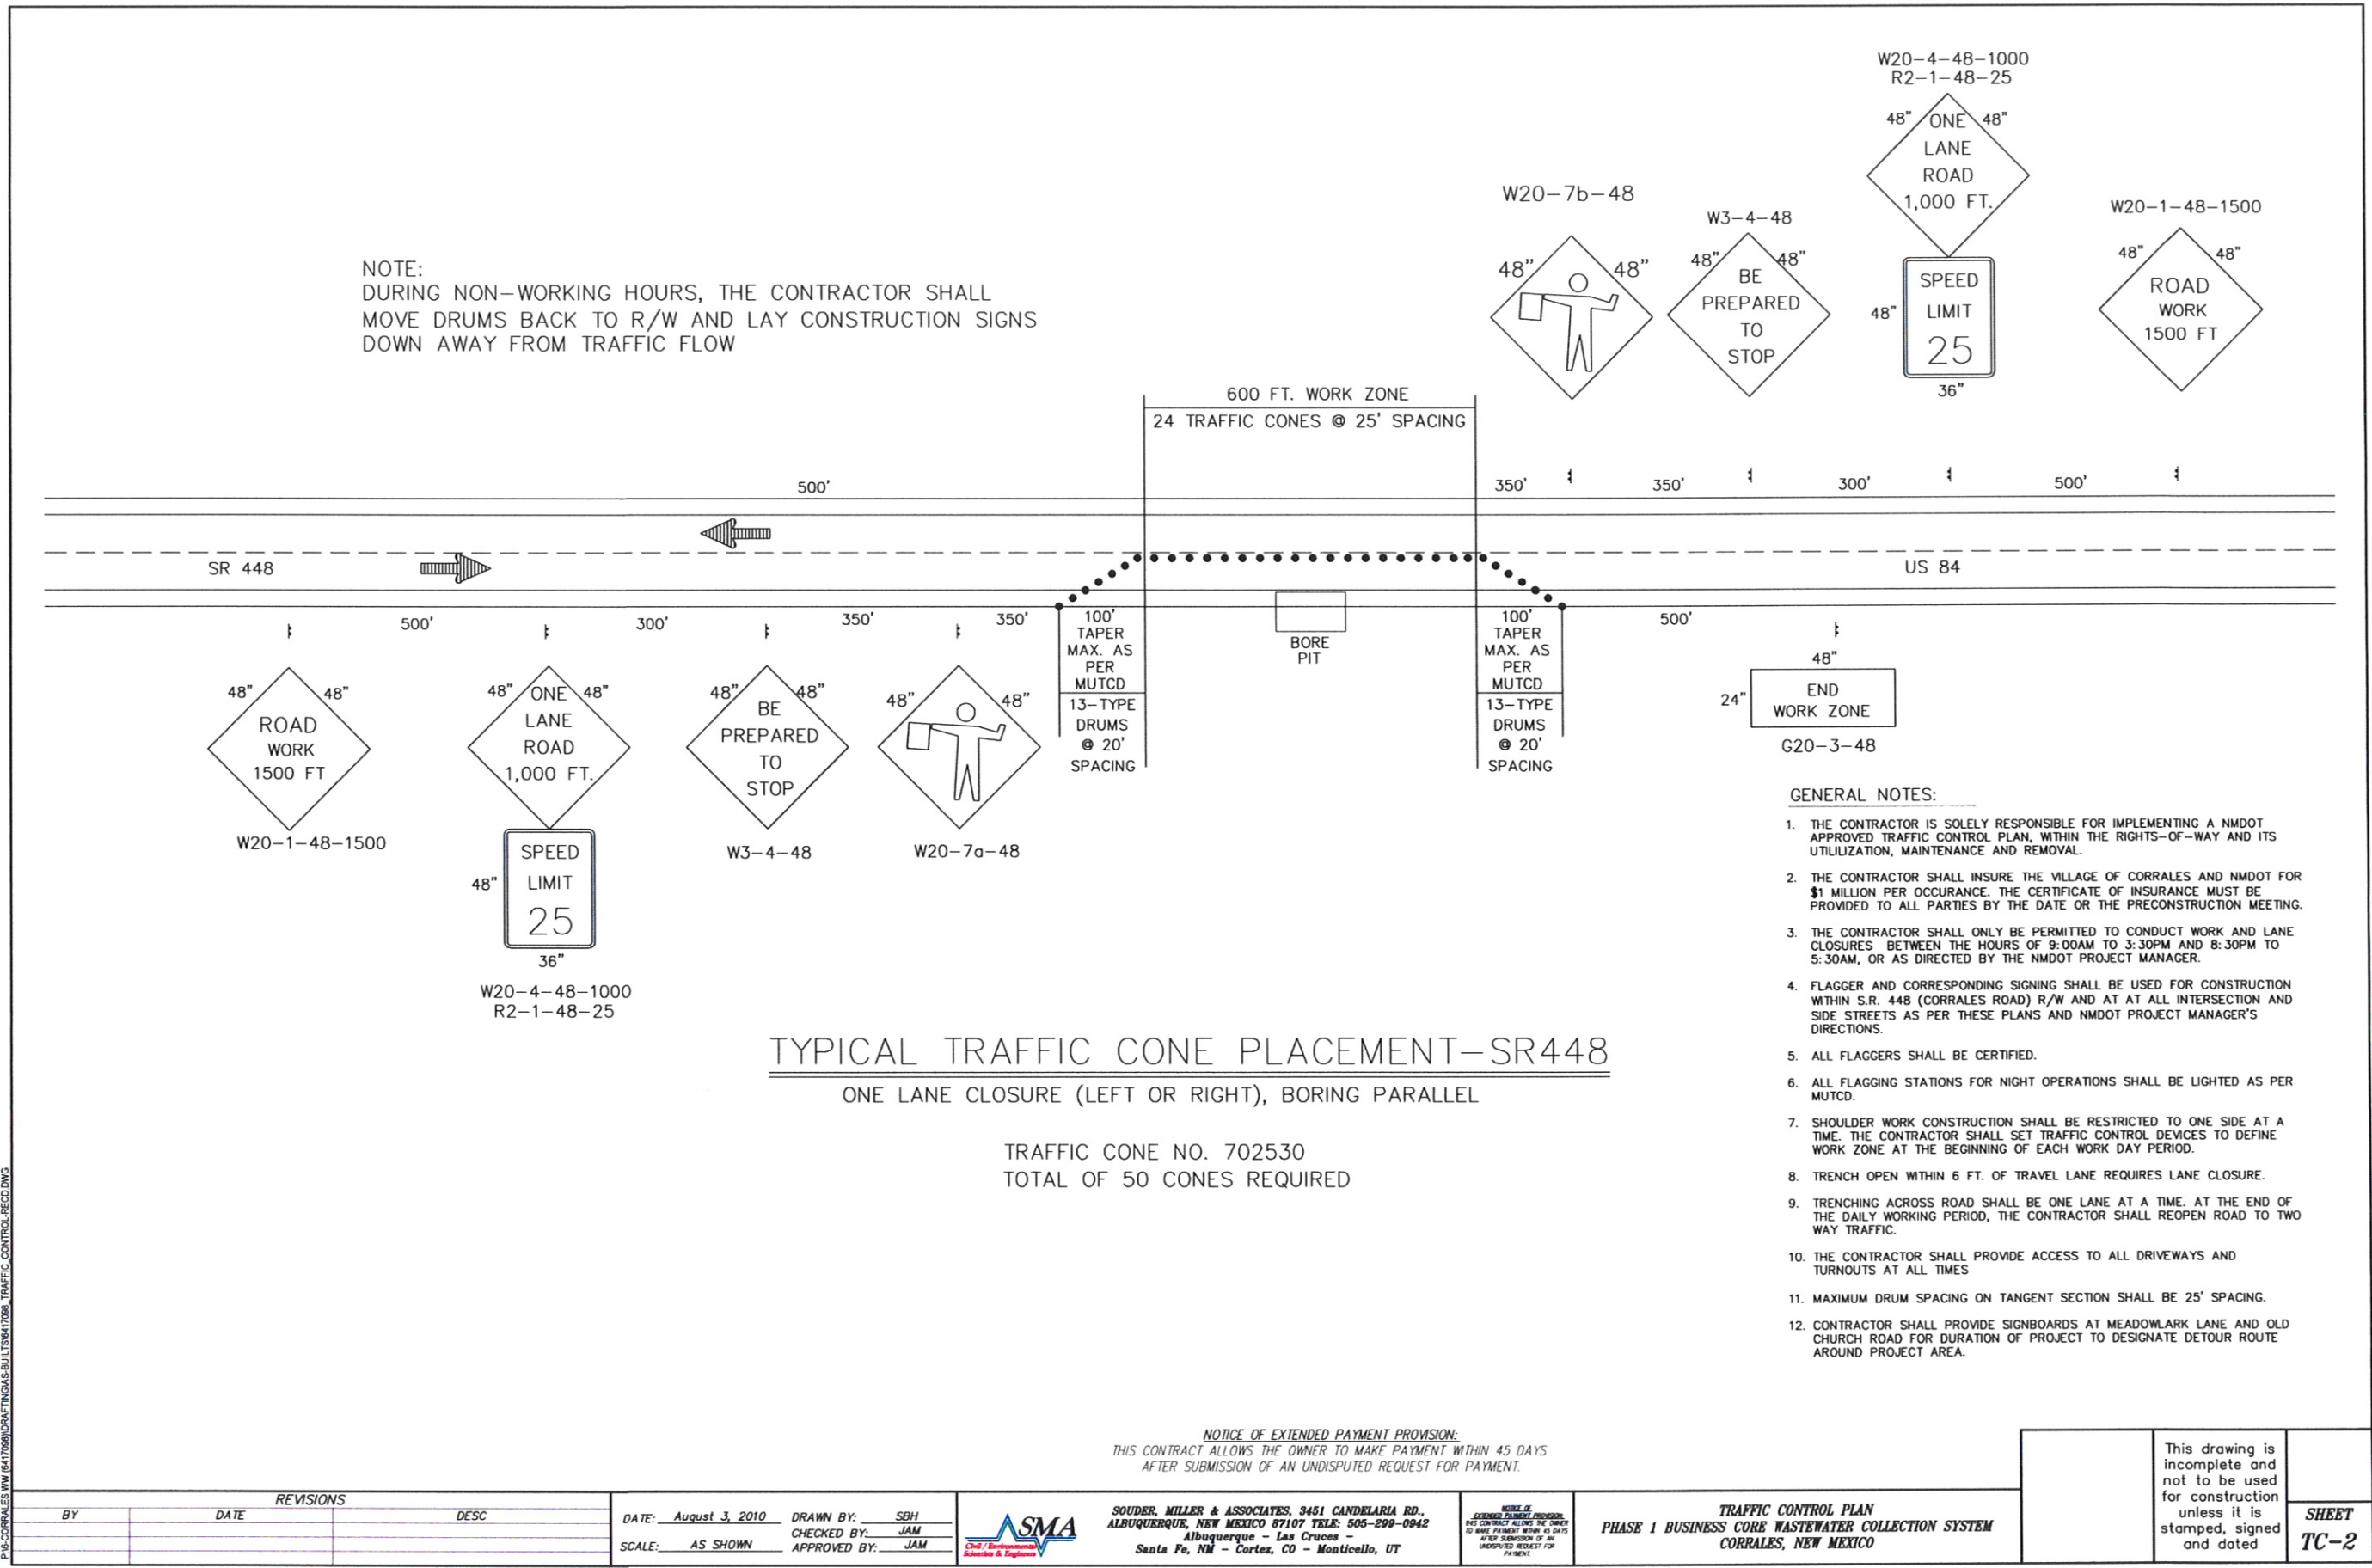 W20-4-48-1000
R2-1-48-25
48" ONE 48"
LANE
ROAD
1,000 FT.
SPEED
LIMIT
25
48"
36"
W20-7b-48
48" 48"
W3-4-48
48" 48"
BE
PREPARED
TO
STOP
W20-1-48-1500
48" 48"
ROAD
WORK
1500 FT
NOTE:
DURING NON-WORKING HOURS, THE CONTRACTOR SHALL
MOVE DRUMS BACK TO R/W AND LAY CONSTRUCTION SIGNS
DOWN AWAY FROM TRAFFIC FLOW
600 FT. WORK ZONE
24 TRAFFIC CONES @ 25' SPACING
500'
350' 350' 300' 500'
SR 448
US 84
500' 300' 350' 350'
100'
TAPER
MAX. AS
PER
MUTCD
13-TYPE
DRUMS
@ 20'
SPACING
BORE
PIT
100'
TAPER
MAX. AS
PER
MUTCD
13-TYPE
DRUMS
@ 20'
SPACING
500'
48"
24"
END
WORK ZONE
G20-3-48
48" 48"
ROAD
WORK
1500 FT
W20-1-48-1500
48" ONE 48"
LANE
ROAD
1,000 FT.
SPEED
LIMIT
25
48"
36"
W20-4-48-1000
R2-1-48-25
48" 48"
BE
PREPARED
TO
STOP
W3-4-48
48" 48"
W20-7a-48
TYPICAL TRAFFIC CONE PLACEMENT-SR448
ONE LANE CLOSURE (LEFT OR RIGHT), BORING PARALLEL
TRAFFIC CONE NO. 702530
TOTAL OF 50 CONES REQUIRED
GENERAL NOTES:
1. THE CONTRACTOR IS SOLELY RESPONSIBLE FOR IMPLEMENTING A NMDOT
APPROVED TRAFFIC CONTROL PLAN, WITHIN THE RIGHTS-OF-WAY AND ITS
UTILILIZATION, MAINTENANCE AND REMOVAL.
2. THE CONTRACTOR SHALL INSURE THE VILLAGE OF CORRALES AND NMDOT FOR
$1 MILLION PER OCCURANCE. THE CERTIFICATE OF INSURANCE MUST BE
PROVIDED TO ALL PARTIES BY THE DATE OR THE PRECONSTRUCTION MEETING.
3. THE CONTRACTOR SHALL ONLY BE PERMITTED TO CONDUCT WORK AND LANE
CLOSURES BETWEEN THE HOURS OF 9:00AM TO 3:30PM AND 8:30PM TO
5:30AM, OR AS DIRECTED BY THE NMDOT PROJECT MANAGER.
4. FLAGGER AND CORRESPONDING SIGNING SHALL BE USED FOR CONSTRUCTION
WITHIN S.R. 448 (CORRALES ROAD) R/W AND AT AT ALL INTERSECTION AND
SIDE STREETS AS PER THESE PLANS AND NMDOT PROJECT MANAGER'S
DIRECTIONS.
5. ALL FLAGGERS SHALL BE CERTIFIED.
6. ALL FLAGGING STATIONS FOR NIGHT OPERATIONS SHALL BE LIGHTED AS PER
MUTCD.
7. SHOULDER WORK CONSTRUCTION SHALL BE RESTRICTED TO ONE SIDE AT A
TIME. THE CONTRACTOR SHALL SET TRAFFIC CONTROL DEVICES TO DEFINE
WORK ZONE AT THE BEGINNING OF EACH WORK DAY PERIOD.
8. TRENCH OPEN WITHIN 6 FT. OF TRAVEL LANE REQUIRES LANE CLOSURE.
9. TRENCHING ACROSS ROAD SHALL BE ONE LANE AT A TIME. AT THE END OF
THE DAILY WORKING PERIOD, THE CONTRACTOR SHALL REOPEN ROAD TO TWO
WAY TRAFFIC.
10. THE CONTRACTOR SHALL PROVIDE ACCESS TO ALL DRIVEWAYS AND
TURNOUTS AT ALL TIMES
11. MAXIMUM DRUM SPACING ON TANGENT SECTION SHALL BE 25' SPACING.
12. CONTRACTOR SHALL PROVIDE SIGNBOARDS AT MEADOWLARK LANE AND OLD
CHURCH ROAD FOR DURATION OF PROJECT TO DESIGNATE DETOUR ROUTE
AROUND PROJECT AREA.
NOTICE OF EXTENDED PAYMENT PROVISION:
THIS CONTRACT ALLOWS THE OWNER TO MAKE PAYMENT WITHIN 45 DAYS
AFTER SUBMISSION OF AN UNDISPUTED REQUEST FOR PAYMENT.
REVISIONS
BY DATE DESC
DATE: August 3, 2010 DRAWN BY: SBH
CHECKED BY: JAM
SCALE: AS SHOWN APPROVED BY: JAM
SMA
Civil / Environmental
Scientists & Engineers
SOUDER, MILLER & ASSOCIATES, 3451 CANDELARIA RD.,
ALBUQUERQUE, NEW MEXICO 87107 TELE: 505-299-0942
Albuquerque - Las Cruces -
Santa Fe, NM - Cortez, CO - Monticello, UT
NOTICE OF
EXTENDED PAYMENT PROVISION:
THIS CONTRACT ALLOWS THE OWNER
TO MAKE PAYMENT WITHIN 45 DAYS
AFTER SUBMISSION OF AN
UNDISPUTED REQUEST FOR
PAYMENT.
TRAFFIC CONTROL PLAN
PHASE 1 BUSINESS CORE WASTEWATER COLLECTION SYSTEM
CORRALES, NEW MEXICO
This drawing is
incomplete and
not to be used
for construction
unless it is
stamped, signed
and dated
SHEET
TC-2